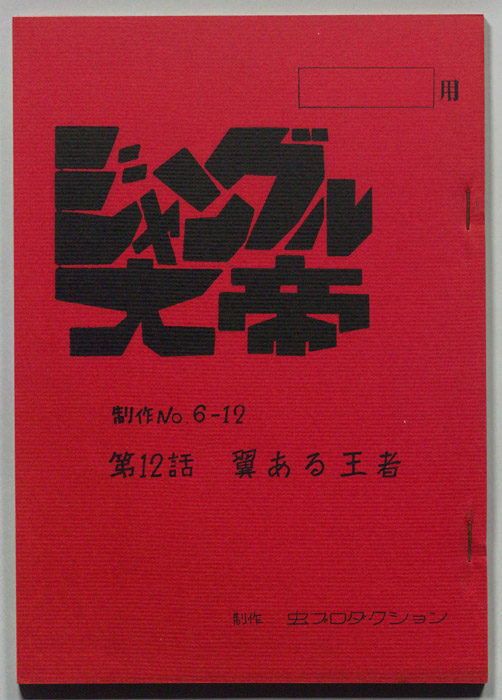 用
ジャングル
大帝
制作No.6-12
第12話 翼ある王者
制作 虫プロダクション